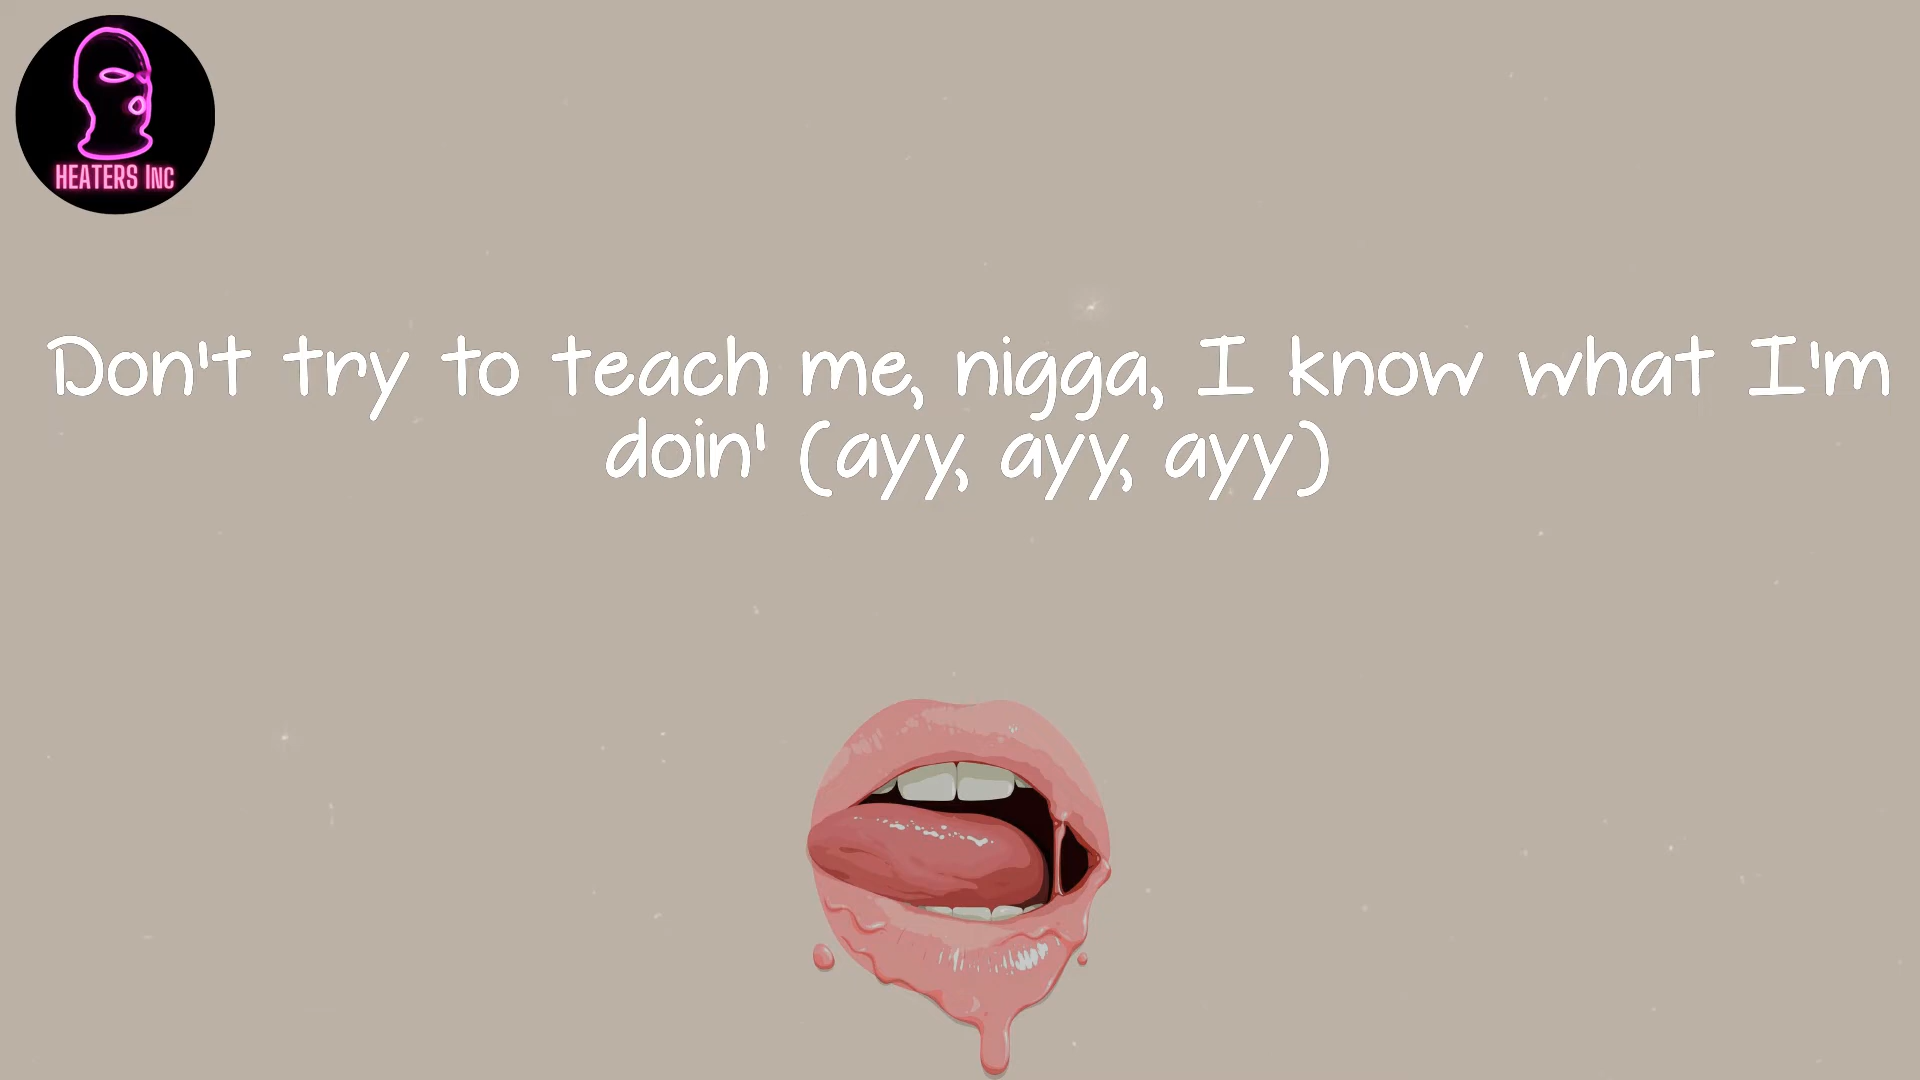 HEATERS INC
Don't try to teach me, nigga, I know what I'm
doin' (ayy, ayy, ayy)